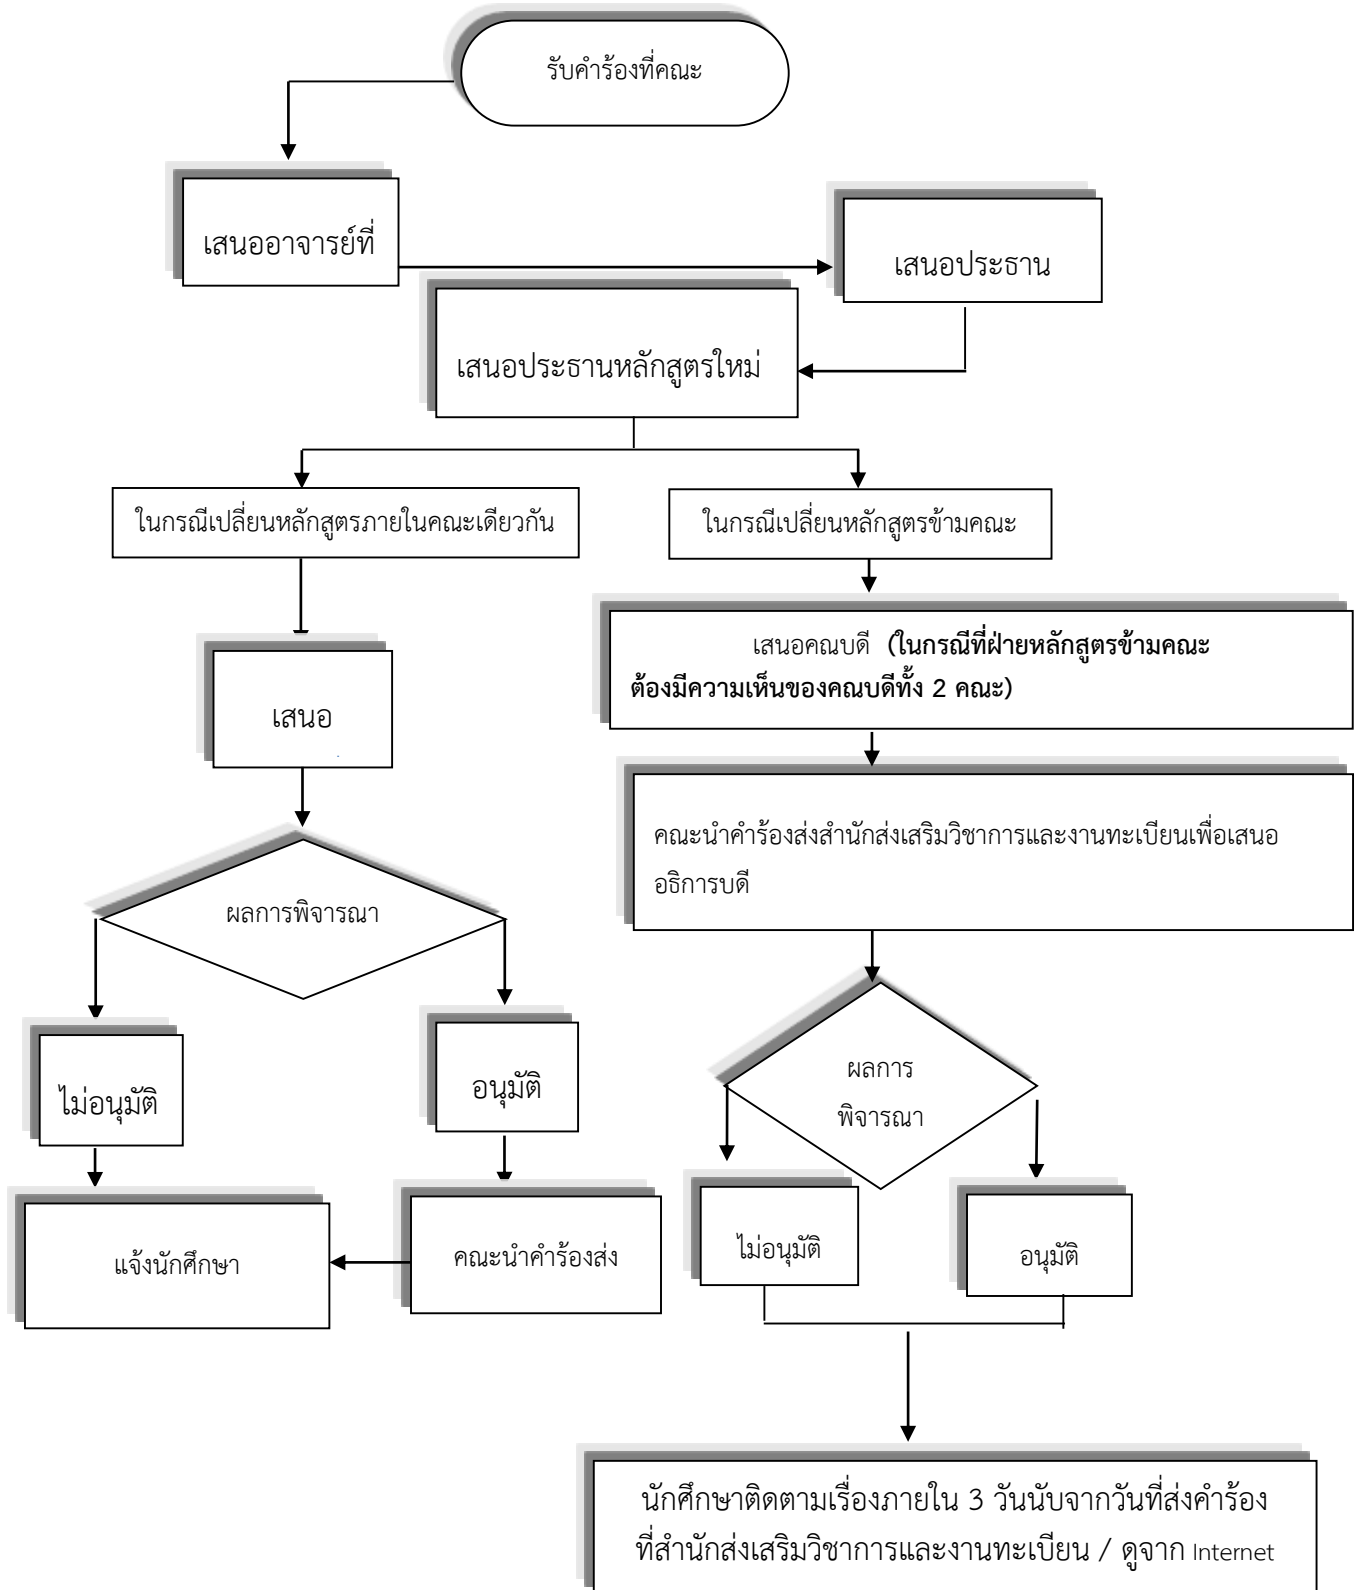 รับคำร้องที่คณะ
เสนออาจารย์ที่
เสนอประธาน
เสนอประธานหลักสูตรใหม่
ในกรณีเปลี่ยนหลักสูตรภายในคณะเดียวกัน
ในกรณีเปลี่ยนหลักสูตรข้ามคณะ
เสนอ
เสนอคณบดี (ในกรณีที่ฝ่ายหลักสูตรข้ามคณะ
ต้องมีความเห็นของคณบดีทั้ง 2 คณะ)
คณะนำคำร้องส่งสำนักส่งเสริมวิชาการและงานทะเบียนเพื่อเสนอ
อธิการบดี
ผลการพิจารณา
ไม่อนุมัติ
อนุมัติ
แจ้งนักศึกษา
คณะนำคำร้องส่ง
ผลการ
พิจารณา
ไม่อนุมัติ
อนุมัติ
นักศึกษาติดตามเรื่องภายใน 3 วันนับจากวันที่ส่งคำร้อง
ที่สำนักส่งเสริมวิชาการและงานทะเบียน / ดูจาก Internet